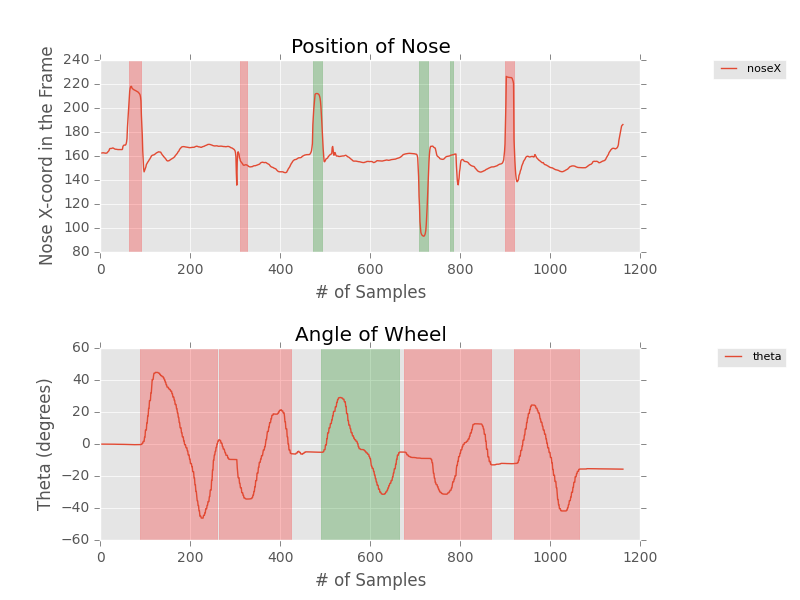 Position of Nose
noseX
Nose X-coord in the Frame
240
220
200
180
160
140
120
100
80
0 200 400 600 800 1000 1200
# of Samples
Angle of Wheel
theta
Theta (degrees)
60
40
20
0
−20
−40
−60
0 200 400 600 800 1000 1200
# of Samples